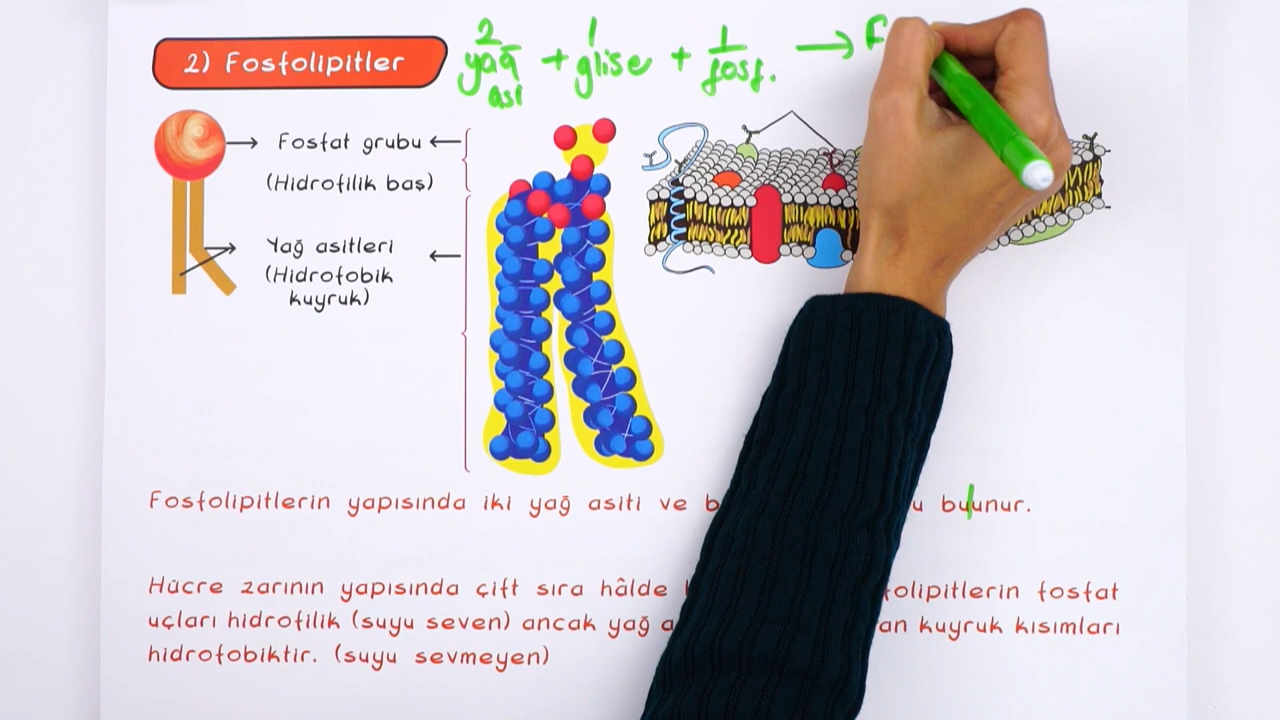 2) Fosfolipitler
2 yağ asi + 1 glise + 1 fosf. → F
Fosfat grubu
(Hidrofilik baş)
Yağ asitleri
(Hidrofobik
kuyruk)
Fosfolipitlerin yapısında iki yağ asiti ve bulunur.
Hücre zarının yapısında çift sıra hâlde fosfat
uçları hidrofilik (suyu seven) ancak yağ kuyruk kısımları
hidrofobiktir. (suyu sevmeyen)